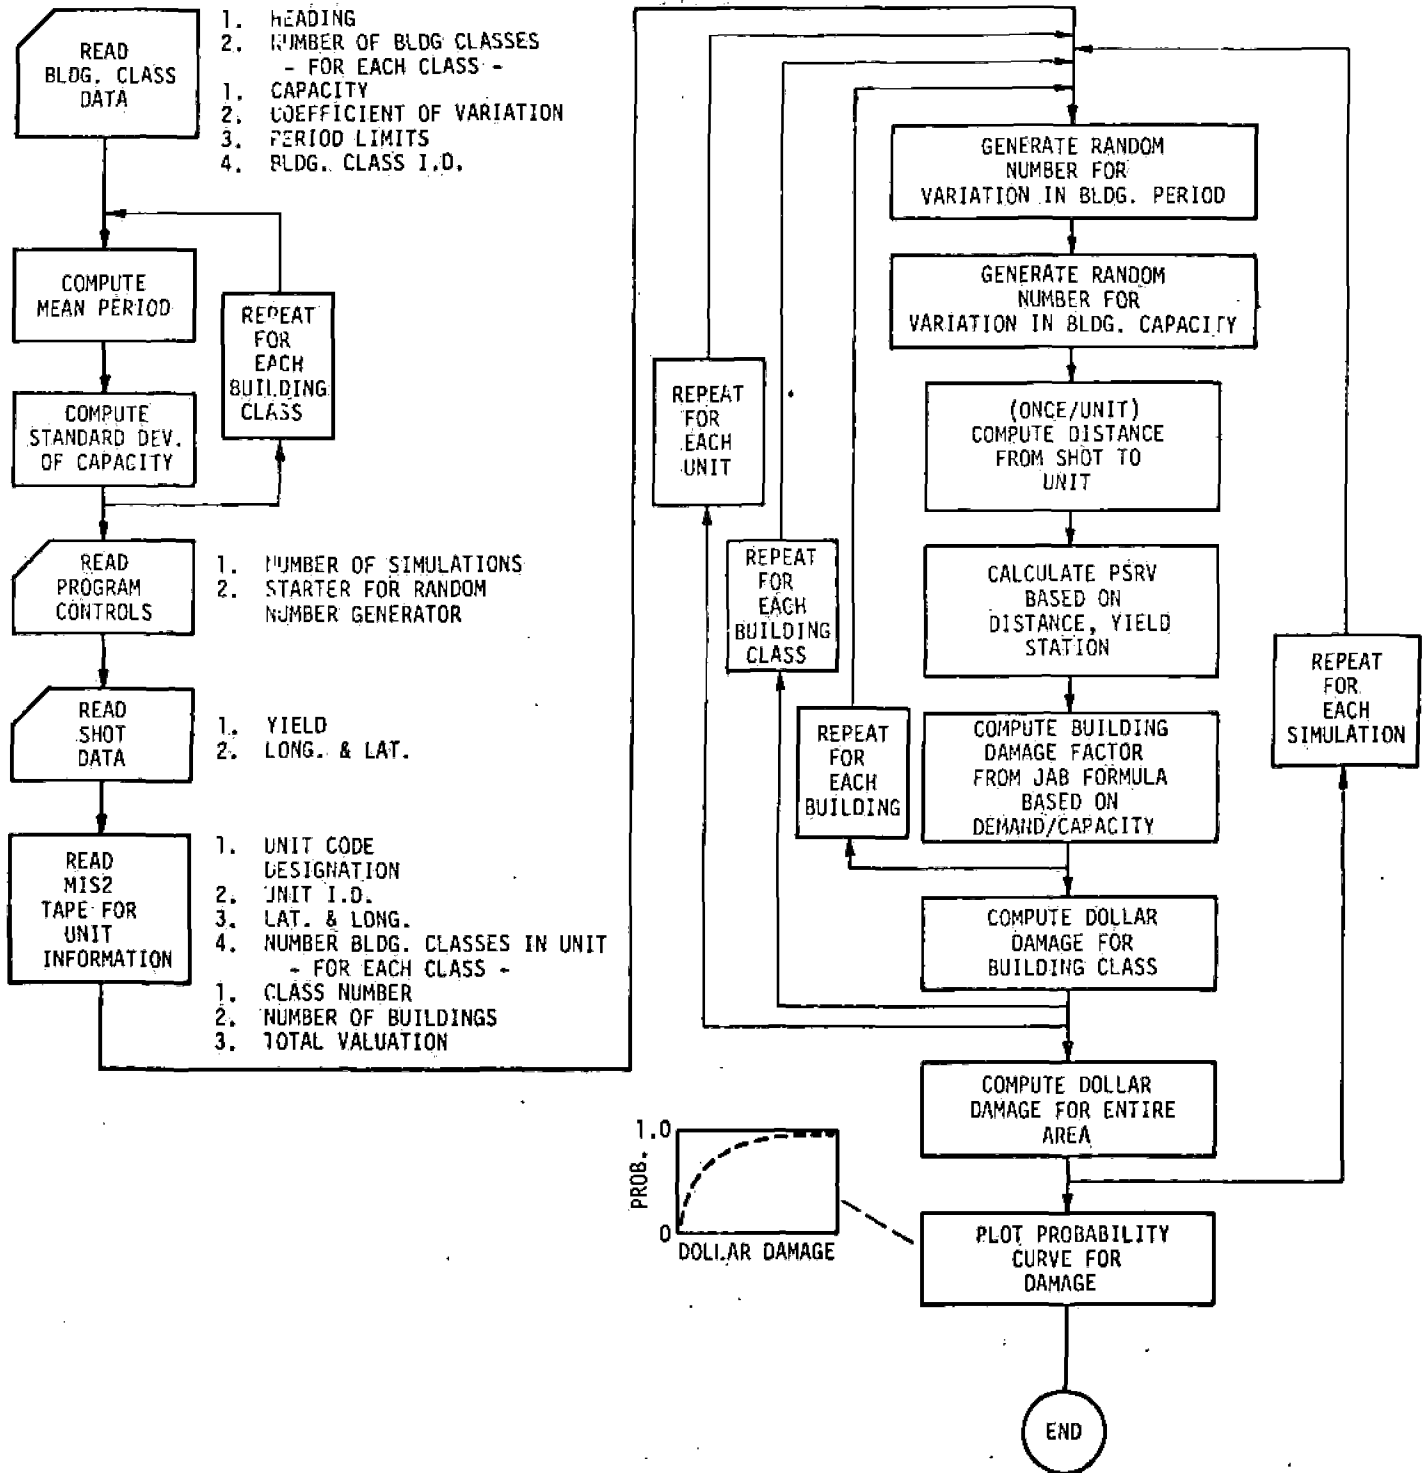 READ
BLDG. CLASS
DATA
1. HEADING
2. NUMBER OF BLDG CLASSES
- FOR EACH CLASS -
1. CAPACITY
2. COEFFICIENT OF VARIATION
3. PERIOD LIMITS
4. BLDG. CLASS I.D.
COMPUTE
MEAN PERIOD
REPEAT
FOR
EACH
BUILDING
CLASS
COMPUTE
STANDARD DEV.
OF CAPACITY
READ
PROGRAM
CONTROLS
1. NUMBER OF SIMULATIONS
2. STARTER FOR RANDOM
NUMBER GENERATOR
READ
SHOT
DATA
1. YIELD
2. LONG. & LAT.
READ
MIS2
TAPE FOR
UNIT
INFORMATION
1. UNIT CODE
DESIGNATION
2. UNIT I.D.
3. LAT. & LONG.
4. NUMBER BLDG. CLASSES IN UNIT
- FOR EACH CLASS -
1. CLASS NUMBER
2. NUMBER OF BUILDINGS
3. TOTAL VALUATION
GENERATE RANDOM
NUMBER FOR
VARIATION IN BLDG. PERIOD
GENERATE RANDOM
NUMBER FOR
VARIATION IN BLDG. CAPACITY
(ONCE/UNIT)
COMPUTE DISTANCE
FROM SHOT TO
UNIT
CALCULATE PSRV
BASED ON
DISTANCE, YIELD
STATION
COMPUTE BUILDING
DAMAGE FACTOR
FROM JAB FORMULA
BASED ON
DEMAND/CAPACITY
REPEAT
FOR
EACH
UNIT
REPEAT
FOR
EACH
BUILDING
CLASS
REPEAT
FOR
EACH
BUILDING
REPEAT
FOR
EACH
SIMULATION
COMPUTE DOLLAR
DAMAGE FOR
BUILDING CLASS
COMPUTE DOLLAR
DAMAGE FOR ENTIRE
AREA
PLOT PROBABILITY
CURVE FOR
DAMAGE
1.0
PROB.
0
DOLLAR DAMAGE
END